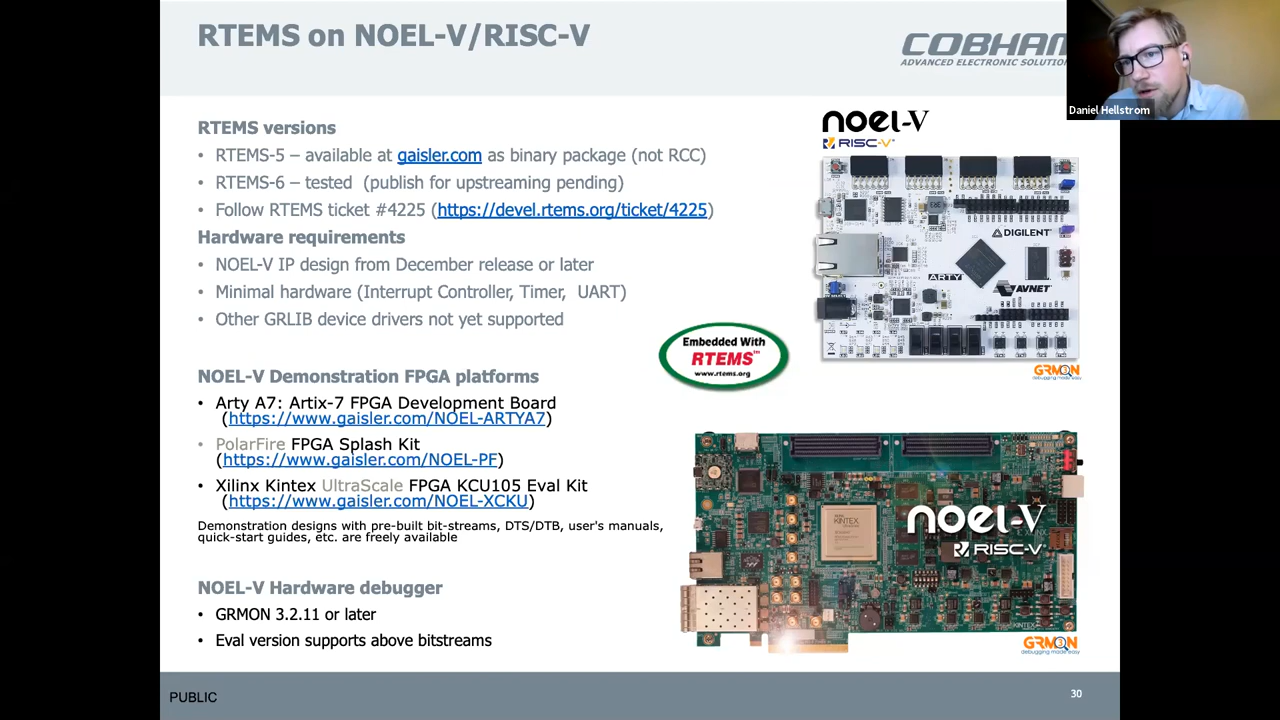 RTEMS on NOEL-V/RISC-V
COBHAM
ADVANCED ELECTRONIC SOLUTION
Daniel Hellstrom
RTEMS versions
• RTEMS-5 – available at gaisler.com as binary package (not RCC)
• RTEMS-6 – tested (publish for upstreaming pending)
• Follow RTEMS ticket #4225 (https://devel.rtems.org/ticket/4225)
Hardware requirements
• NOEL-V IP design from December release or later
• Minimal hardware (Interrupt Controller, Timer, UART)
• Other GRLIB device drivers not yet supported
noel-V
RISC-V
DIGILENT
ARTY
AVNET
GRMON
debugging made easy
Embedded With
RTEMS™
www.rtems.org
NOEL-V Demonstration FPGA platforms
• Arty A7: Artix-7 FPGA Development Board
(https://www.gaisler.com/NOEL-ARTYA7)
• PolarFire FPGA Splash Kit
(https://www.gaisler.com/NOEL-PF)
• Xilinx Kintex UltraScale FPGA KCU105 Eval Kit
(https://www.gaisler.com/NOEL-XCKU)
Demonstration designs with pre-built bit-streams, DTS/DTB, user's manuals,
quick-start guides, etc. are freely available
KINTEX
noel-V
RISC-V
GRMON
debugging made easy
NOEL-V Hardware debugger
• GRMON 3.2.11 or later
• Eval version supports above bitstreams
PUBLIC
30